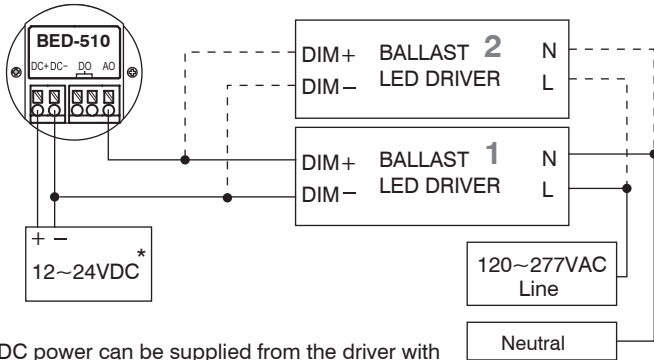 BED-510
DC+ DC− DO AO
DIM+ BALLAST 2 N
DIM− LED DRIVER L
DIM+ BALLAST 1 N
DIM− LED DRIVER L
+ −
12~24VDC *
120~277VAC
Line
Neutral
DC power can be supplied from the driver with